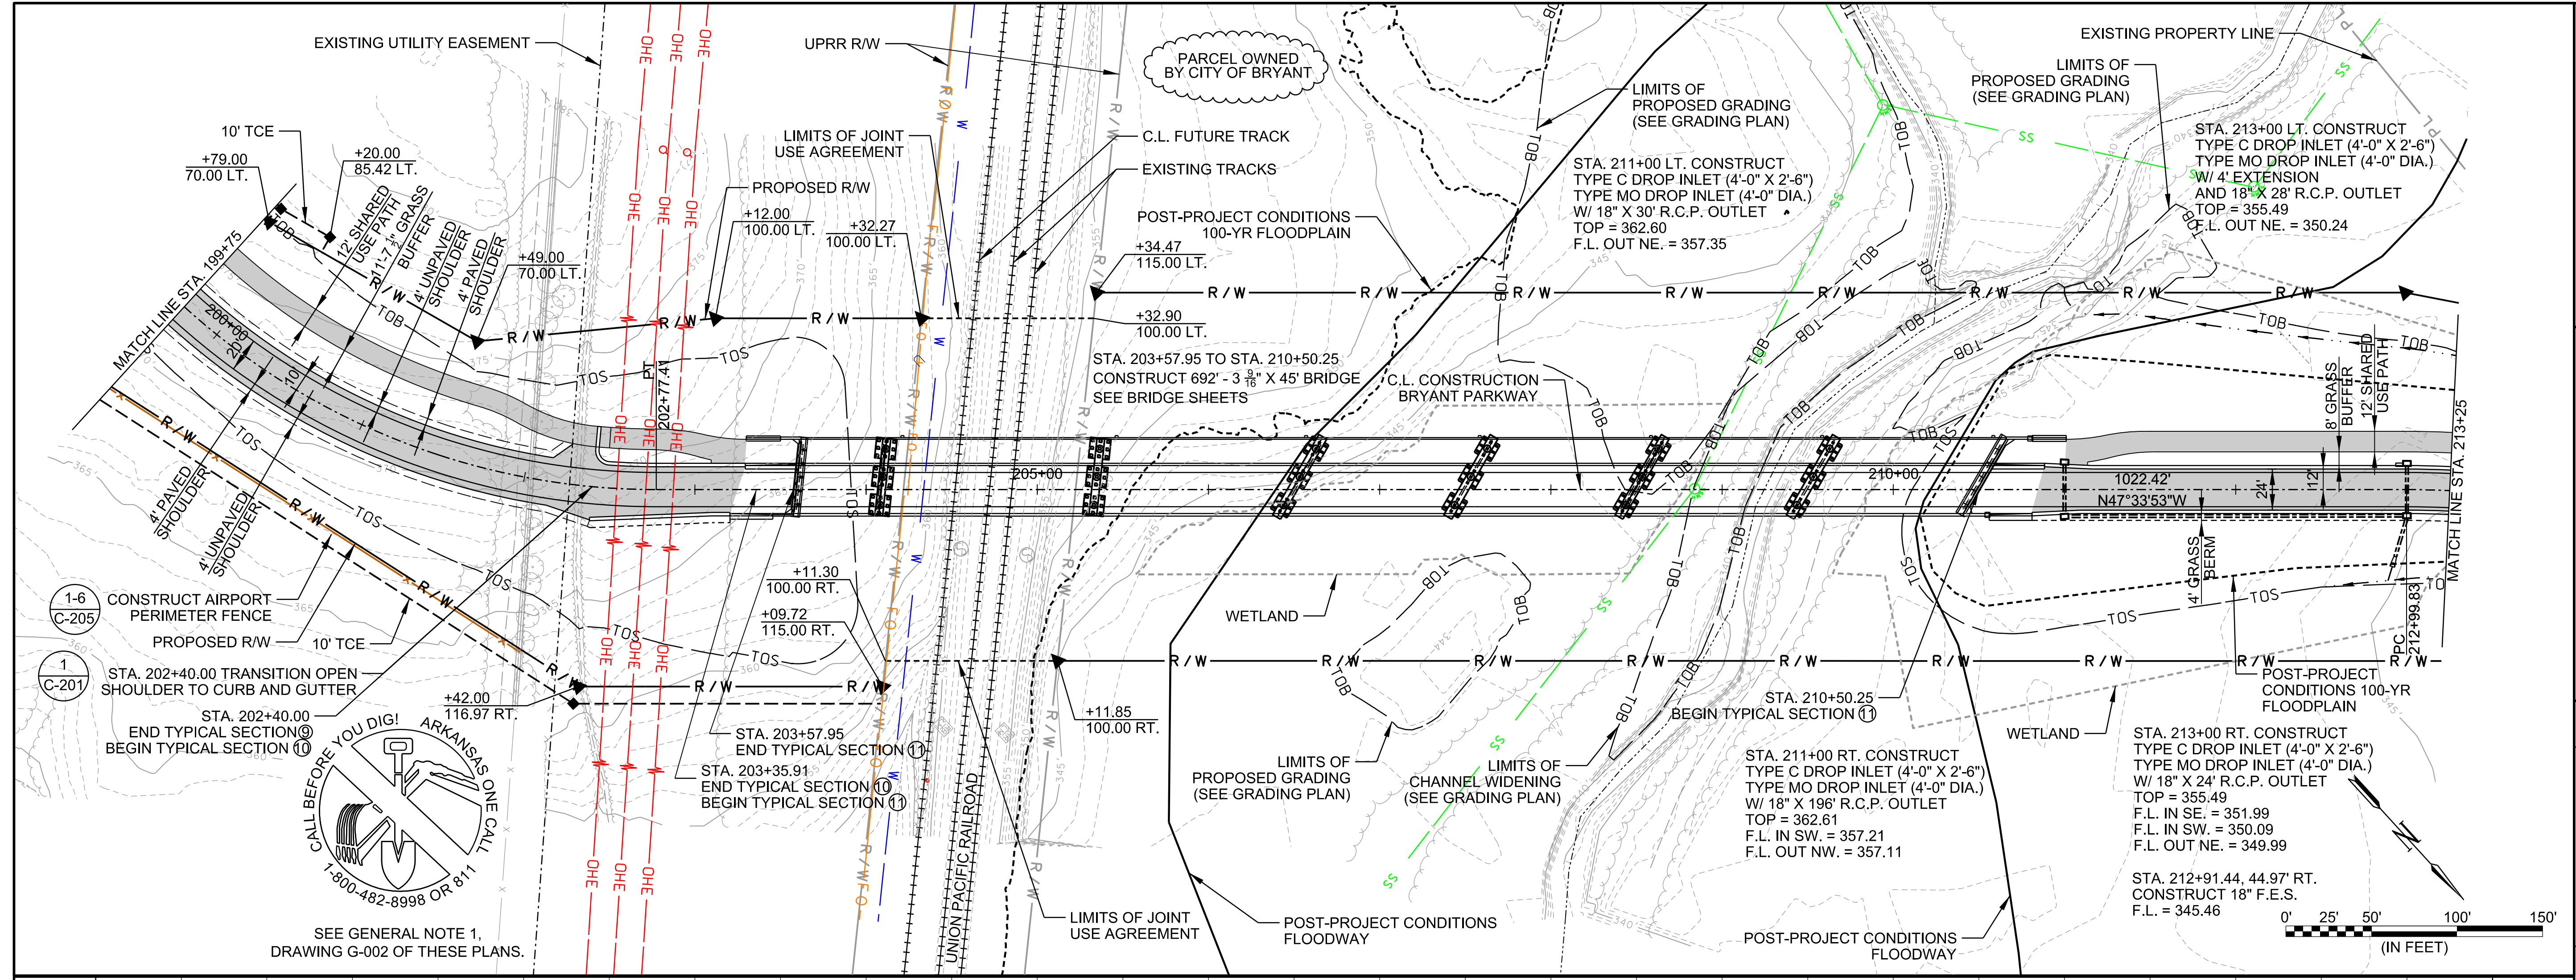 EXISTING UTILITY EASEMENT
UPRR R/W
PARCEL OWNED
BY CITY OF BRYANT
EXISTING PROPERTY LINE
LIMITS OF
PROPOSED GRADING
(SEE GRADING PLAN)
LIMITS OF
PROPOSED GRADING
(SEE GRADING PLAN)
10' TCE
+79.00
70.00 LT.
+20.00
85.42 LT.
12' SHARED
USE PATH
11'-7 1/2" GRASS
BUFFER
4' UNPAVED
SHOULDER
4' PAVED
SHOULDER
+49.00
70.00 LT.
LIMITS OF JOINT
USE AGREEMENT
C.L. FUTURE TRACK
EXISTING TRACKS
PROPOSED R/W
+12.00
100.00 LT.
+32.27
100.00 LT.
POST-PROJECT CONDITIONS
100-YR FLOODPLAIN
+34.47
115.00 LT.
+32.90
100.00 LT.
STA. 211+00 LT. CONSTRUCT
TYPE C DROP INLET (4'-0" X 2'-6")
TYPE MO DROP INLET (4'-0" DIA.)
W/ 18" X 30' R.C.P. OUTLET
TOP = 362.60
F.L. OUT NE. = 357.35
STA. 213+00 LT. CONSTRUCT
TYPE C DROP INLET (4'-0" X 2'-6")
TYPE MO DROP INLET (4'-0" DIA.)
W/ 4' EXTENSION
AND 18" X 28' R.C.P. OUTLET
TOP = 355.49
F.L. OUT NE. = 350.24
MATCH LINE STA. 199+75
200+00
20'
10'
PT
202+77.41
STA. 203+57.95 TO STA. 210+50.25
CONSTRUCT 692' - 3 9/16" X 45' BRIDGE
SEE BRIDGE SHEETS
C.L. CONSTRUCTION
BRYANT PARKWAY
205+00
210+00
8' GRASS
BUFFER
12' SHARED
USE PATH
1022.42'
N47°33'53"W
24'
12'
MATCH LINE STA. 213+25
4' GRASS
BERM
PC
212+99.83
4' PAVED
SHOULDER
4' UNPAVED
SHOULDER
1-6
C-205
CONSTRUCT AIRPORT
PERIMETER FENCE
PROPOSED R/W
10' TCE
1
C-201
STA. 202+40.00 TRANSITION OPEN
SHOULDER TO CURB AND GUTTER
STA. 202+40.00
END TYPICAL SECTION 9
BEGIN TYPICAL SECTION 10
+42.00
116.97 RT.
+11.30
100.00 RT.
+09.72
115.00 RT.
STA. 203+57.95
END TYPICAL SECTION 11
STA. 203+35.91
END TYPICAL SECTION 10
BEGIN TYPICAL SECTION 11
+11.85
100.00 RT.
WETLAND
LIMITS OF
PROPOSED GRADING
(SEE GRADING PLAN)
LIMITS OF
CHANNEL WIDENING
(SEE GRADING PLAN)
STA. 210+50.25
BEGIN TYPICAL SECTION 11
STA. 211+00 RT. CONSTRUCT
TYPE C DROP INLET (4'-0" X 2'-6")
TYPE MO DROP INLET (4'-0" DIA.)
W/ 18" X 196' R.C.P. OUTLET
TOP = 362.61
F.L. IN SW. = 357.21
F.L. OUT NW. = 357.11
WETLAND
POST-PROJECT
CONDITIONS 100-YR
FLOODPLAIN
STA. 213+00 RT. CONSTRUCT
TYPE C DROP INLET (4'-0" X 2'-6")
TYPE MO DROP INLET (4'-0" DIA.)
W/ 18" X 24' R.C.P. OUTLET
TOP = 355.49
F.L. IN SE. = 351.99
F.L. IN SW. = 350.09
F.L. OUT NE. = 349.99
STA. 212+91.44, 44.97' RT.
CONSTRUCT 18" F.E.S.
F.L. = 345.46
CALL BEFORE YOU DIG! ARKANSAS ONE CALL
1-800-482-8998 OR 811
SEE GENERAL NOTE 1,
DRAWING G-002 OF THESE PLANS.
UNION PACIFIC RAILROAD
LIMITS OF JOINT
USE AGREEMENT
POST-PROJECT CONDITIONS
FLOODWAY
POST-PROJECT CONDITIONS
FLOODWAY
N
0' 25' 50' 100' 150'
(IN FEET)
R/W
TOB
TOS
OHE
SS
W
FO
PL